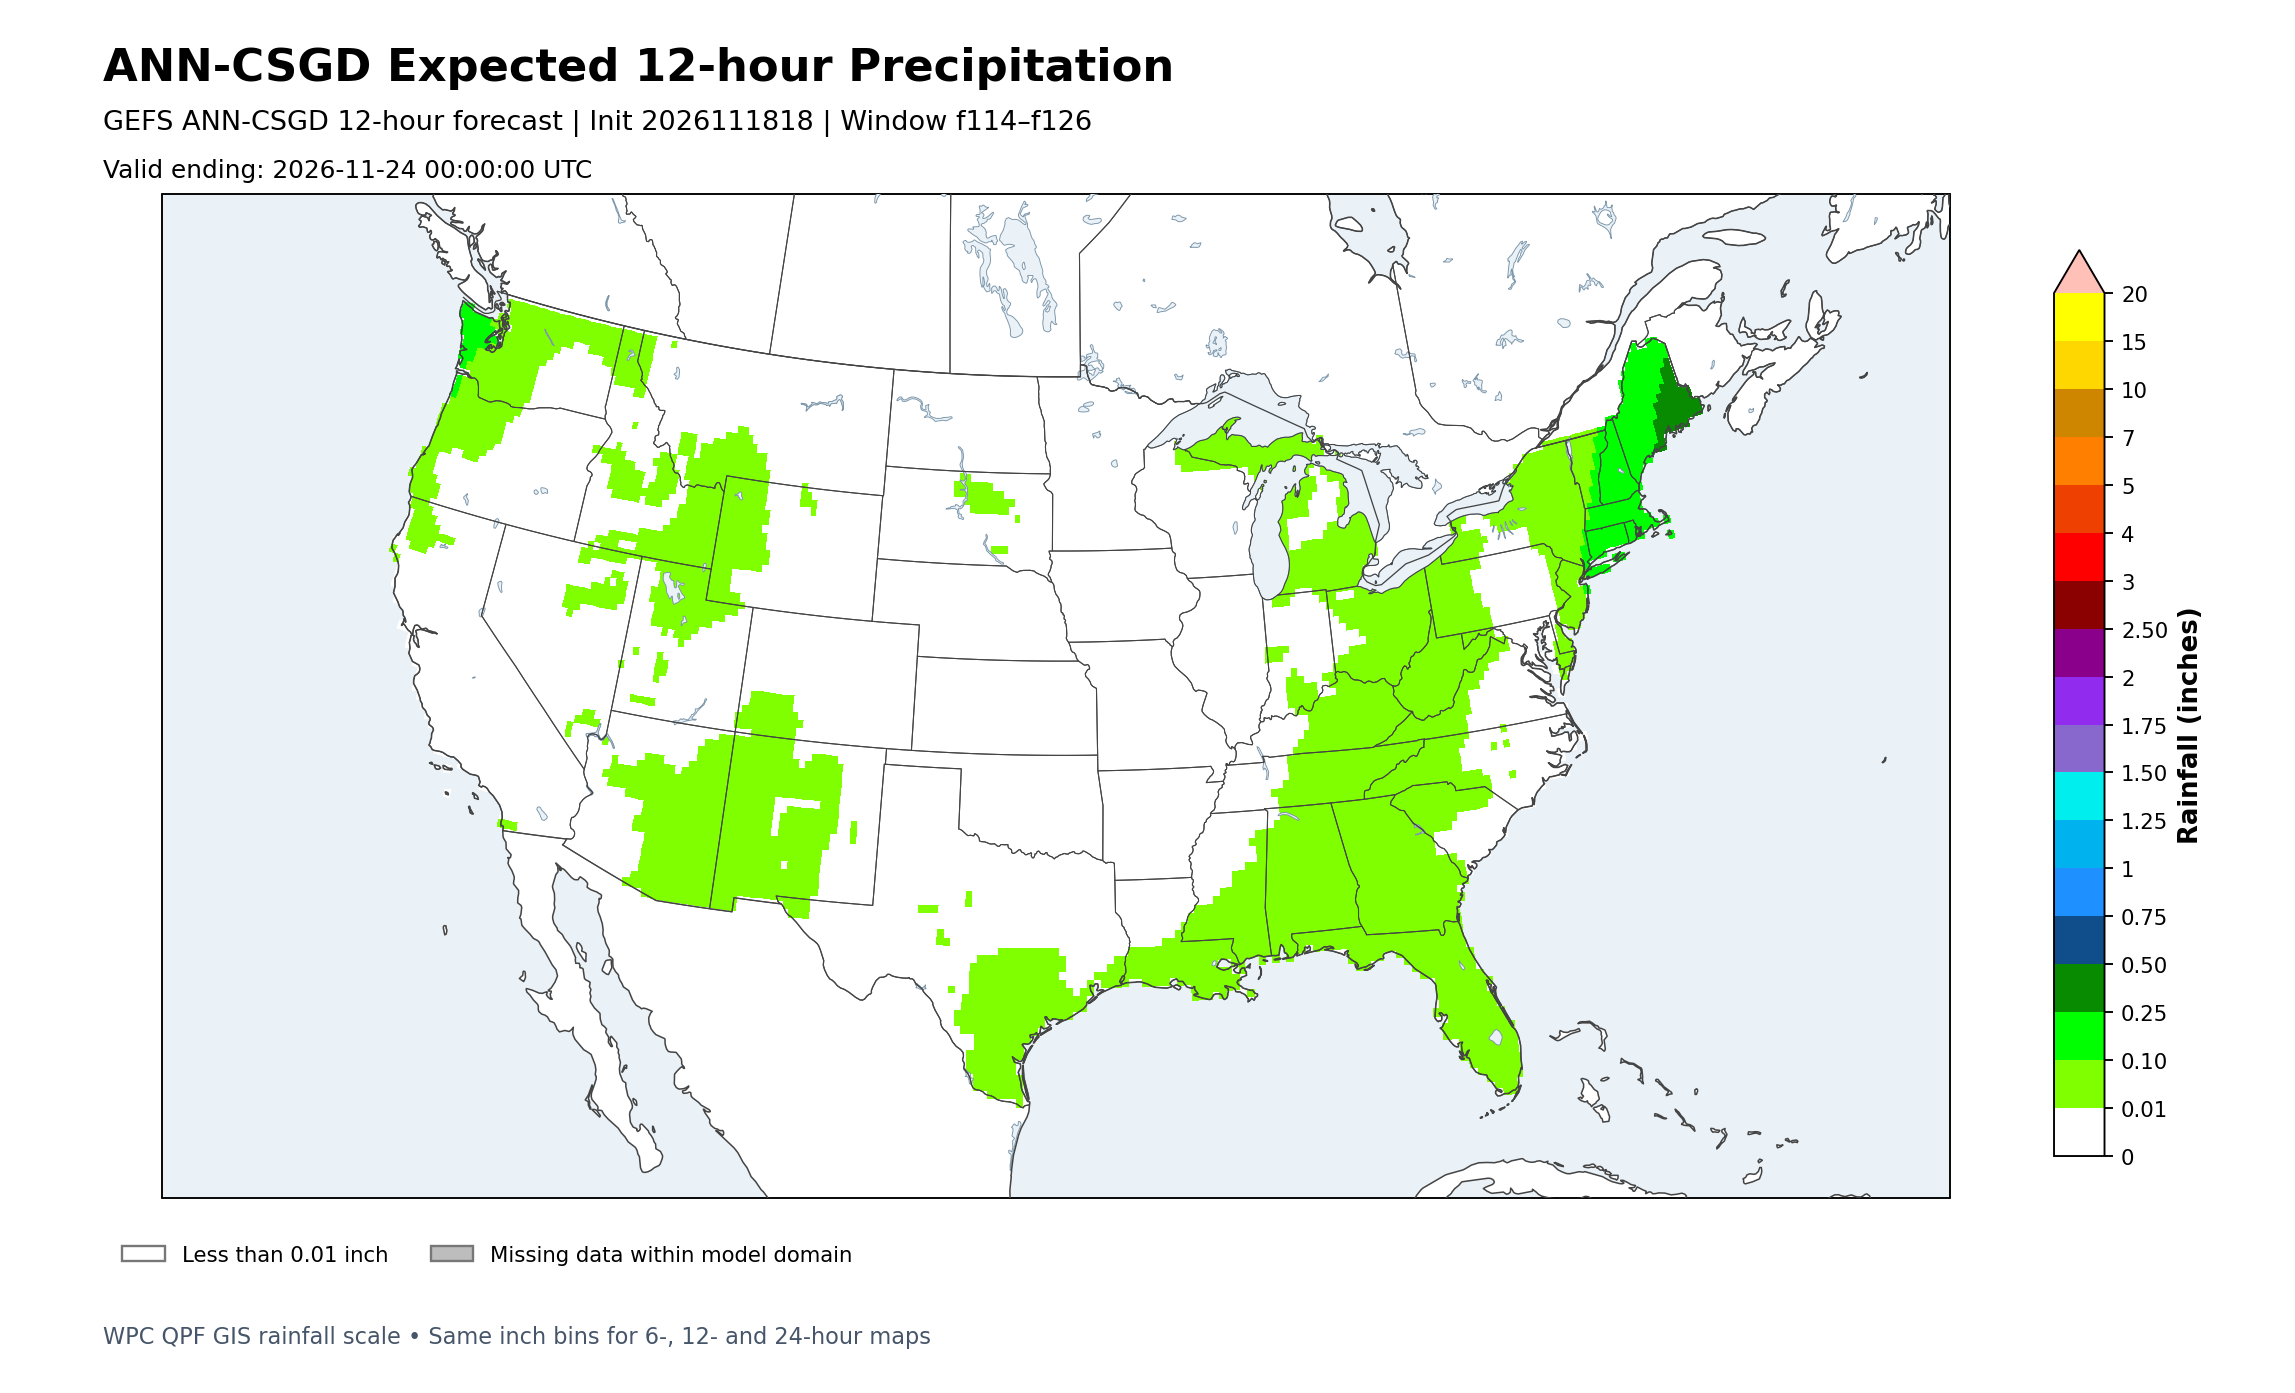 ANN-CSGD Expected 12-hour Precipitation
GEFS ANN-CSGD 12-hour forecast | Init 2026111818 | Window f114–f126
Valid ending: 2026-11-24 00:00:00 UTC
20
15
10
7
5
4
3
2.50
2
1.75
1.50
1.25
1
0.75
0.50
0.25
0.10
0.01
0
Rainfall (inches)
Less than 0.01 inch
Missing data within model domain
WPC QPF GIS rainfall scale • Same inch bins for 6-, 12- and 24-hour maps